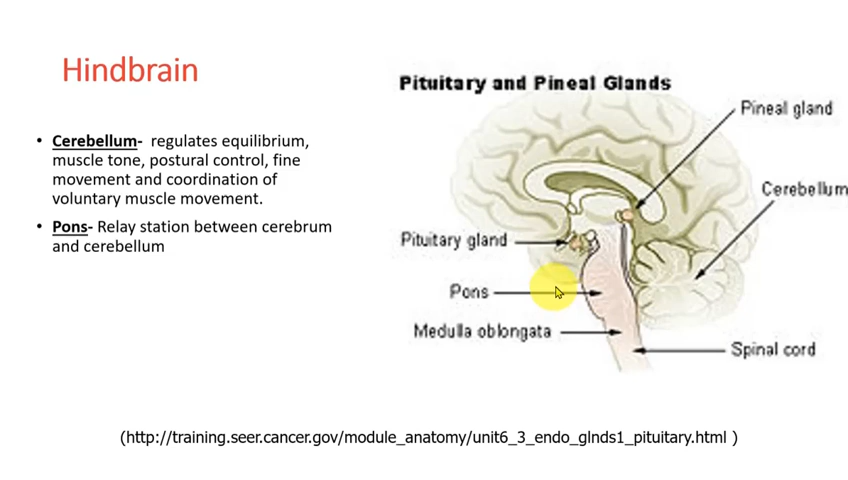 Hindbrain
• Cerebellum- regulates equilibrium,
muscle tone, postural control, fine
movement and coordination of
voluntary muscle movement.
• Pons- Relay station between cerebrum
and cerebellum
Pituitary and Pineal Glands
Pineal gland
Cerebellum
Pituitary gland
Pons
Medulla oblongata
Spinal cord
(http://training.seer.cancer.gov/module_anatomy/unit6_3_endo_glnds1_pituitary.html )